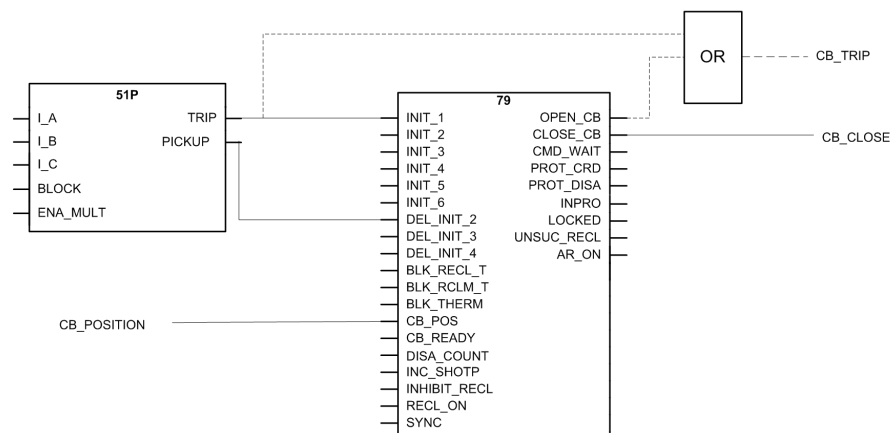 51P
I_A
I_B
I_C
BLOCK
ENA_MULT
TRIP
PICKUP
CB_POSITION
79
INIT_1
INIT_2
INIT_3
INIT_4
INIT_5
INIT_6
DEL_INIT_2
DEL_INIT_3
DEL_INIT_4
BLK_RECL_T
BLK_RCLM_T
BLK_THERM
CB_POS
CB_READY
DISA_COUNT
INC_SHOTP
INHIBIT_RECL
RECL_ON
SYNC
OPEN_CB
CLOSE_CB
CMD_WAIT
PROT_CRD
PROT_DISA
INPRO
LOCKED
UNSUC_RECL
AR_ON
OR
CB_TRIP
CB_CLOSE